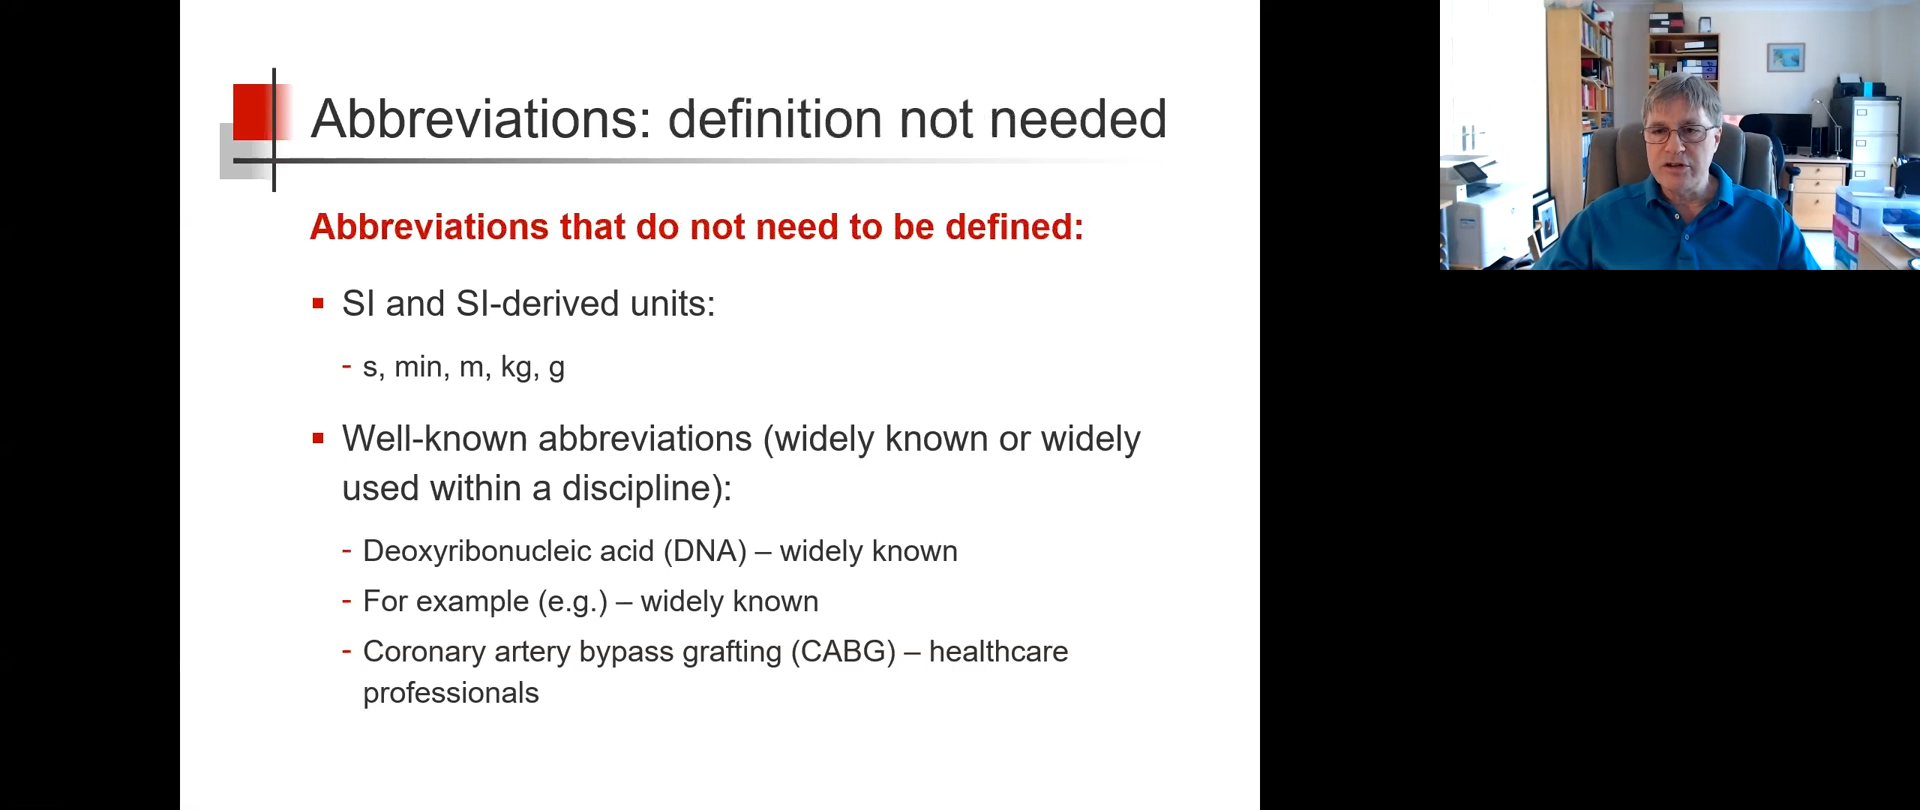 Abbreviations: definition not needed
Abbreviations that do not need to be defined:
▪ SI and SI-derived units:
- s, min, m, kg, g
▪ Well-known abbreviations (widely known or widely
used within a discipline):
- Deoxyribonucleic acid (DNA) – widely known
- For example (e.g.) – widely known
- Coronary artery bypass grafting (CABG) – healthcare
professionals